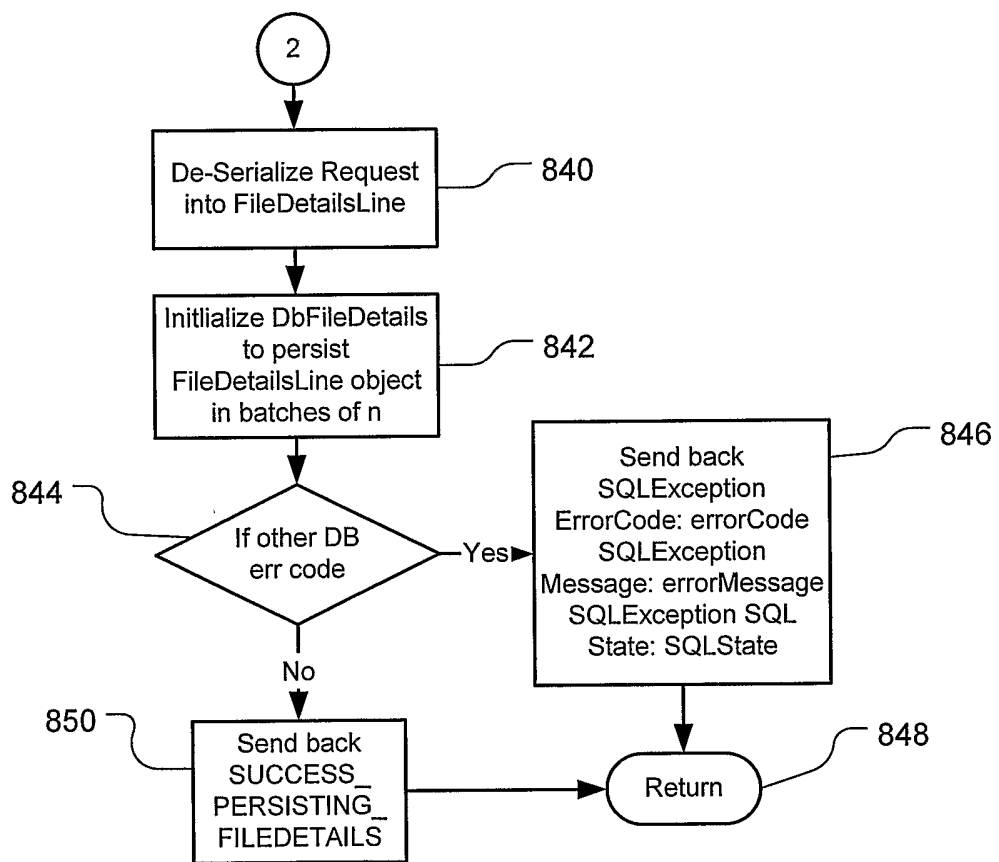 2
De-Serialize Request
into FileDetailsLine
840
Initlialize DbFileDetails
to persist
FileDetailsLine object
in batches of n
842
844
If other DB
err code
Yes
846
Send back
SQLException
ErrorCode: errorCode
SQLException
Message: errorMessage
SQLException SQL
State: SQLState
No
850
Send back
SUCCESS_
PERSISTING_
FILEDETAILS
848
Return